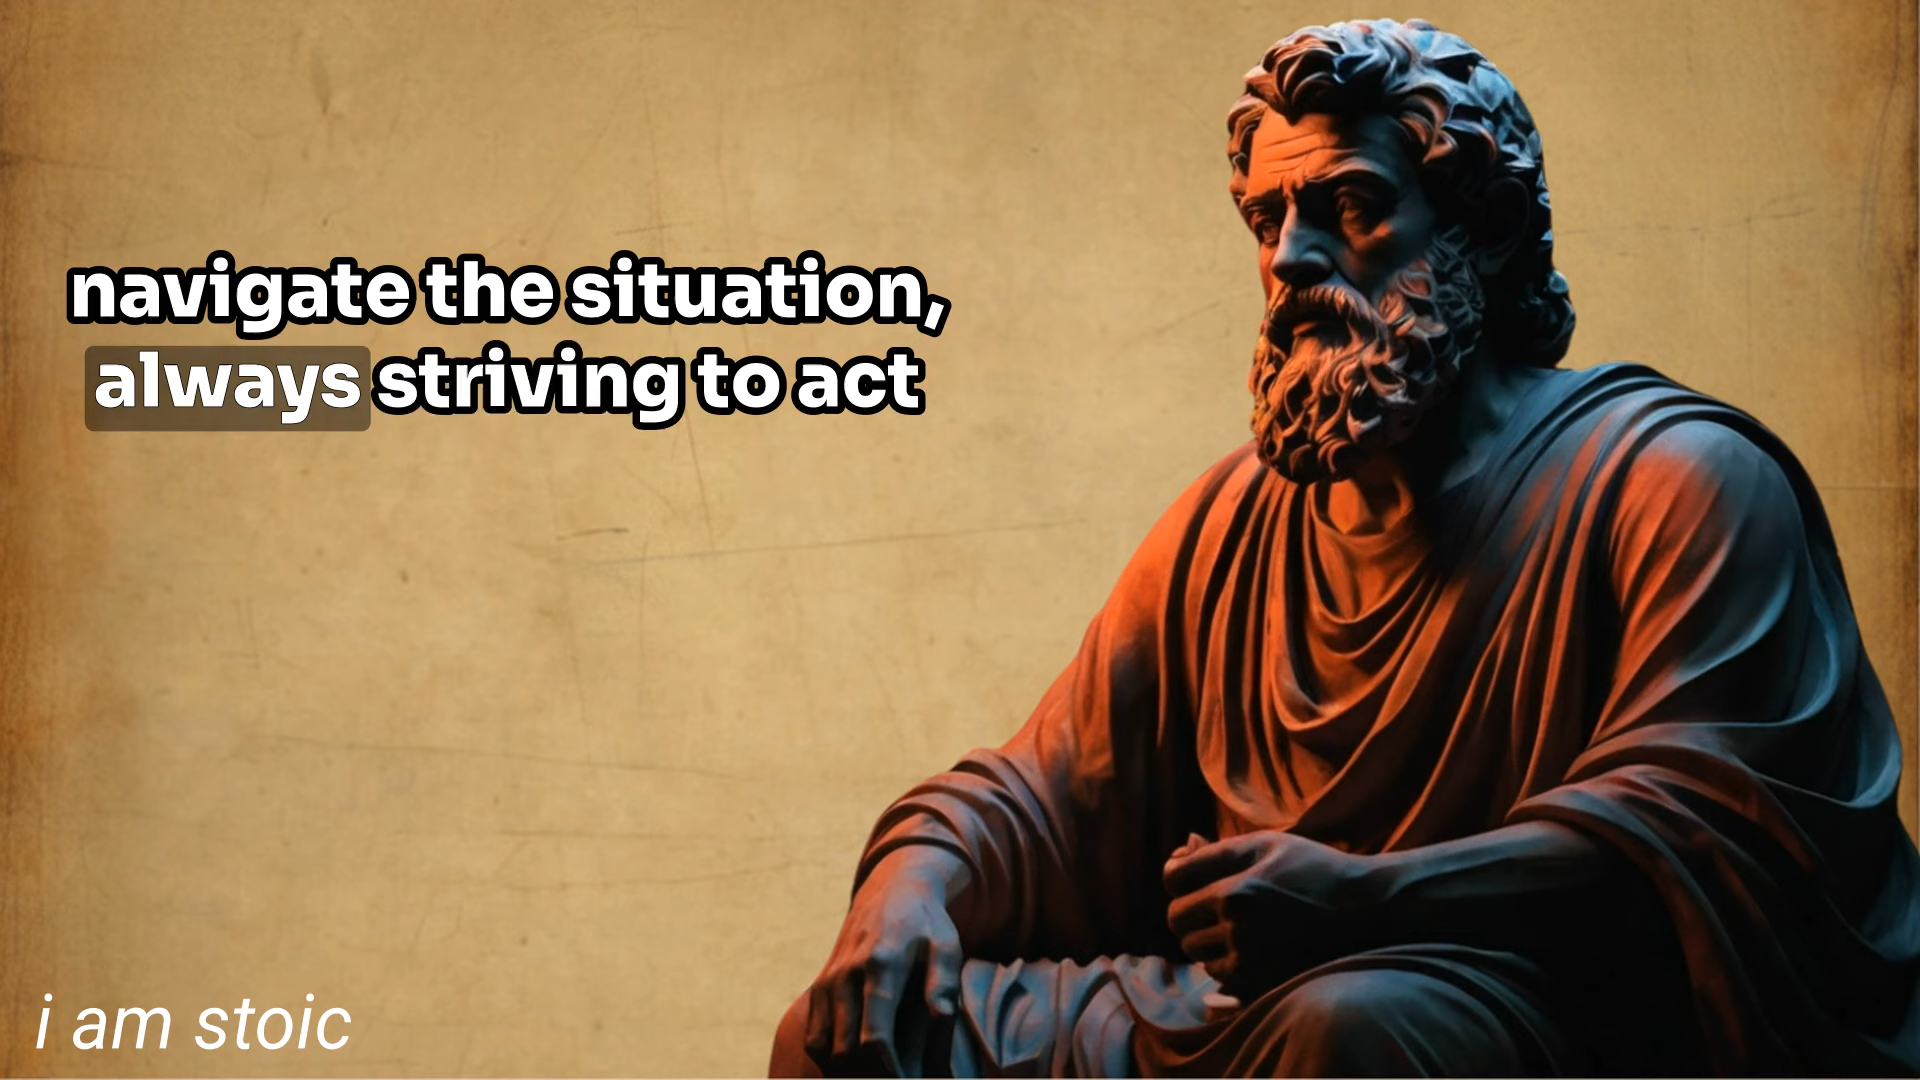 navigate the situation,
always striving to act
i am stoic